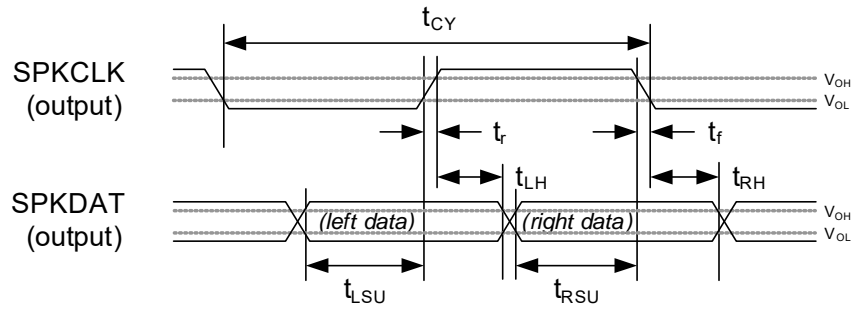 tCY
SPKCLK
(output)
VOH
VOL
tr
tf
tLH
tRH
SPKDAT
(output)
(left data)
(right data)
VOH
VOL
tLSU
tRSU